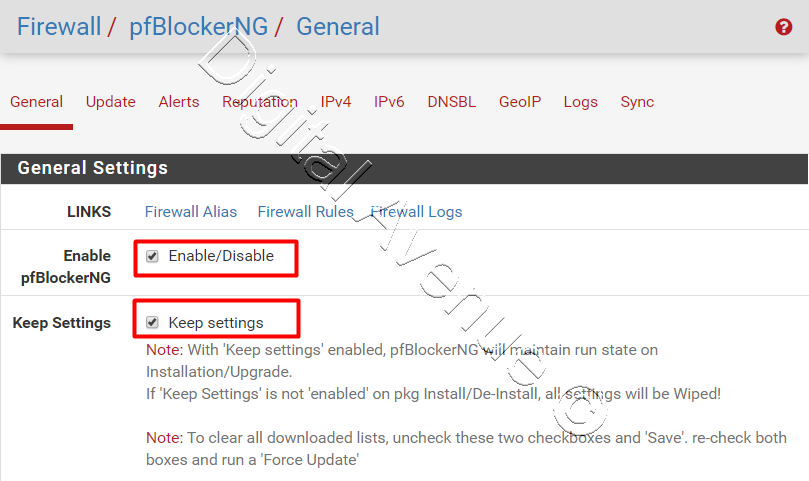 Firewall / pfBlockerNG / General
General Update Alerts Reputation IPv4 IPv6 DNSBL GeoIP Logs Sync
General Settings
LINKS Firewall Alias Firewall Rules Firewall Logs
Enable pfBlockerNG
Enable/Disable
Keep Settings
Keep settings
Note: With 'Keep settings' enabled, pfBlockerNG will maintain run state on
Installation/Upgrade.
If 'Keep Settings' is not 'enabled' on pkg Install/De-Install, all settings will be Wiped!
Note: To clear all downloaded lists, uncheck these two checkboxes and 'Save'. re-check both
boxes and run a 'Force Update'
Digital Avenue ©